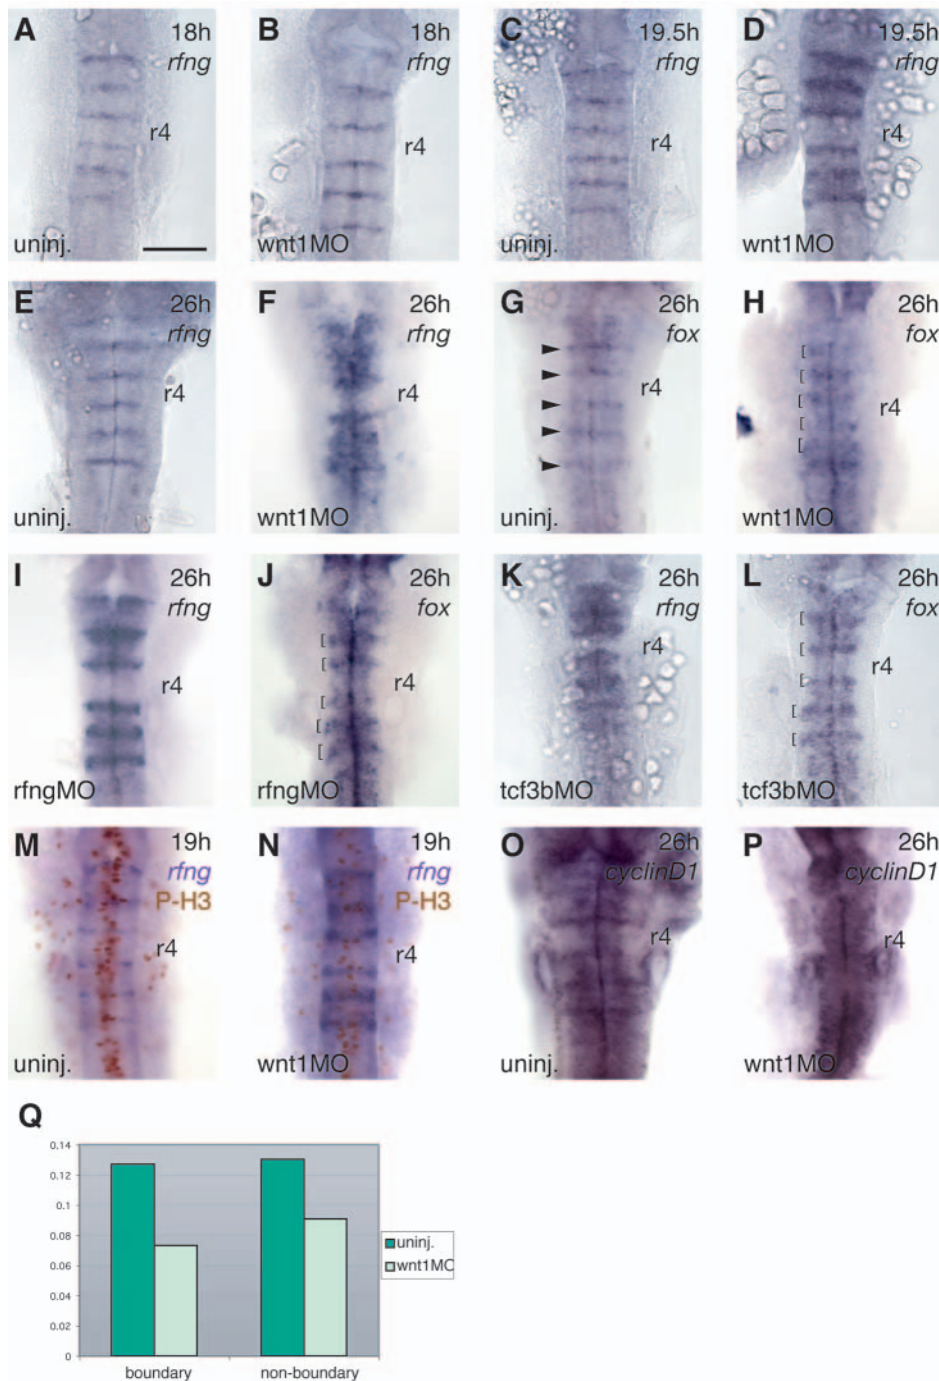 A
18h
rfng
r4
uninj.
B
18h
rfng
r4
wnt1MO
C
19.5h
rfng
r4
uninj.
D
19.5h
rfng
r4
wnt1MO
E
26h
rfng
r4
uninj.
F
26h
rfng
r4
wnt1MO
G
26h
fox
r4
uninj.
H
26h
fox
r4
wnt1MO
I
26h
rfng
r4
rfngMO
J
26h
fox
r4
rfngMO
K
26h
rfng
r4
tcf3bMO
L
26h
fox
r4
tcf3bMO
M
19h
rfng
P-H3
r4
uninj.
N
19h
rfng
P-H3
r4
wnt1MO
O
26h
cyclinD1
r4
uninj.
P
26h
cyclinD1
r4
wnt1MO
Q
0.14
0.12
0.1
0.08
0.06
0.04
0.02
0
boundary
non-boundary
uninj.
wnt1MO